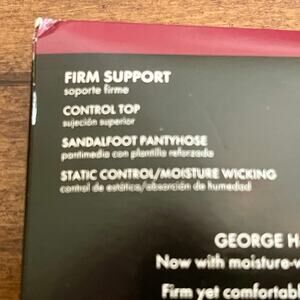 FIRM SUPPORT
soporte firme
CONTROL TOP
sujeción superior
SANDALFOOT PANTYHOSE
pantimedia con plantilla reforzada
STATIC CONTROL/MOISTURE WICKING
control de estática/absorción de humedad
GEORGE
Now with moisture-
Firm yet comfortabl